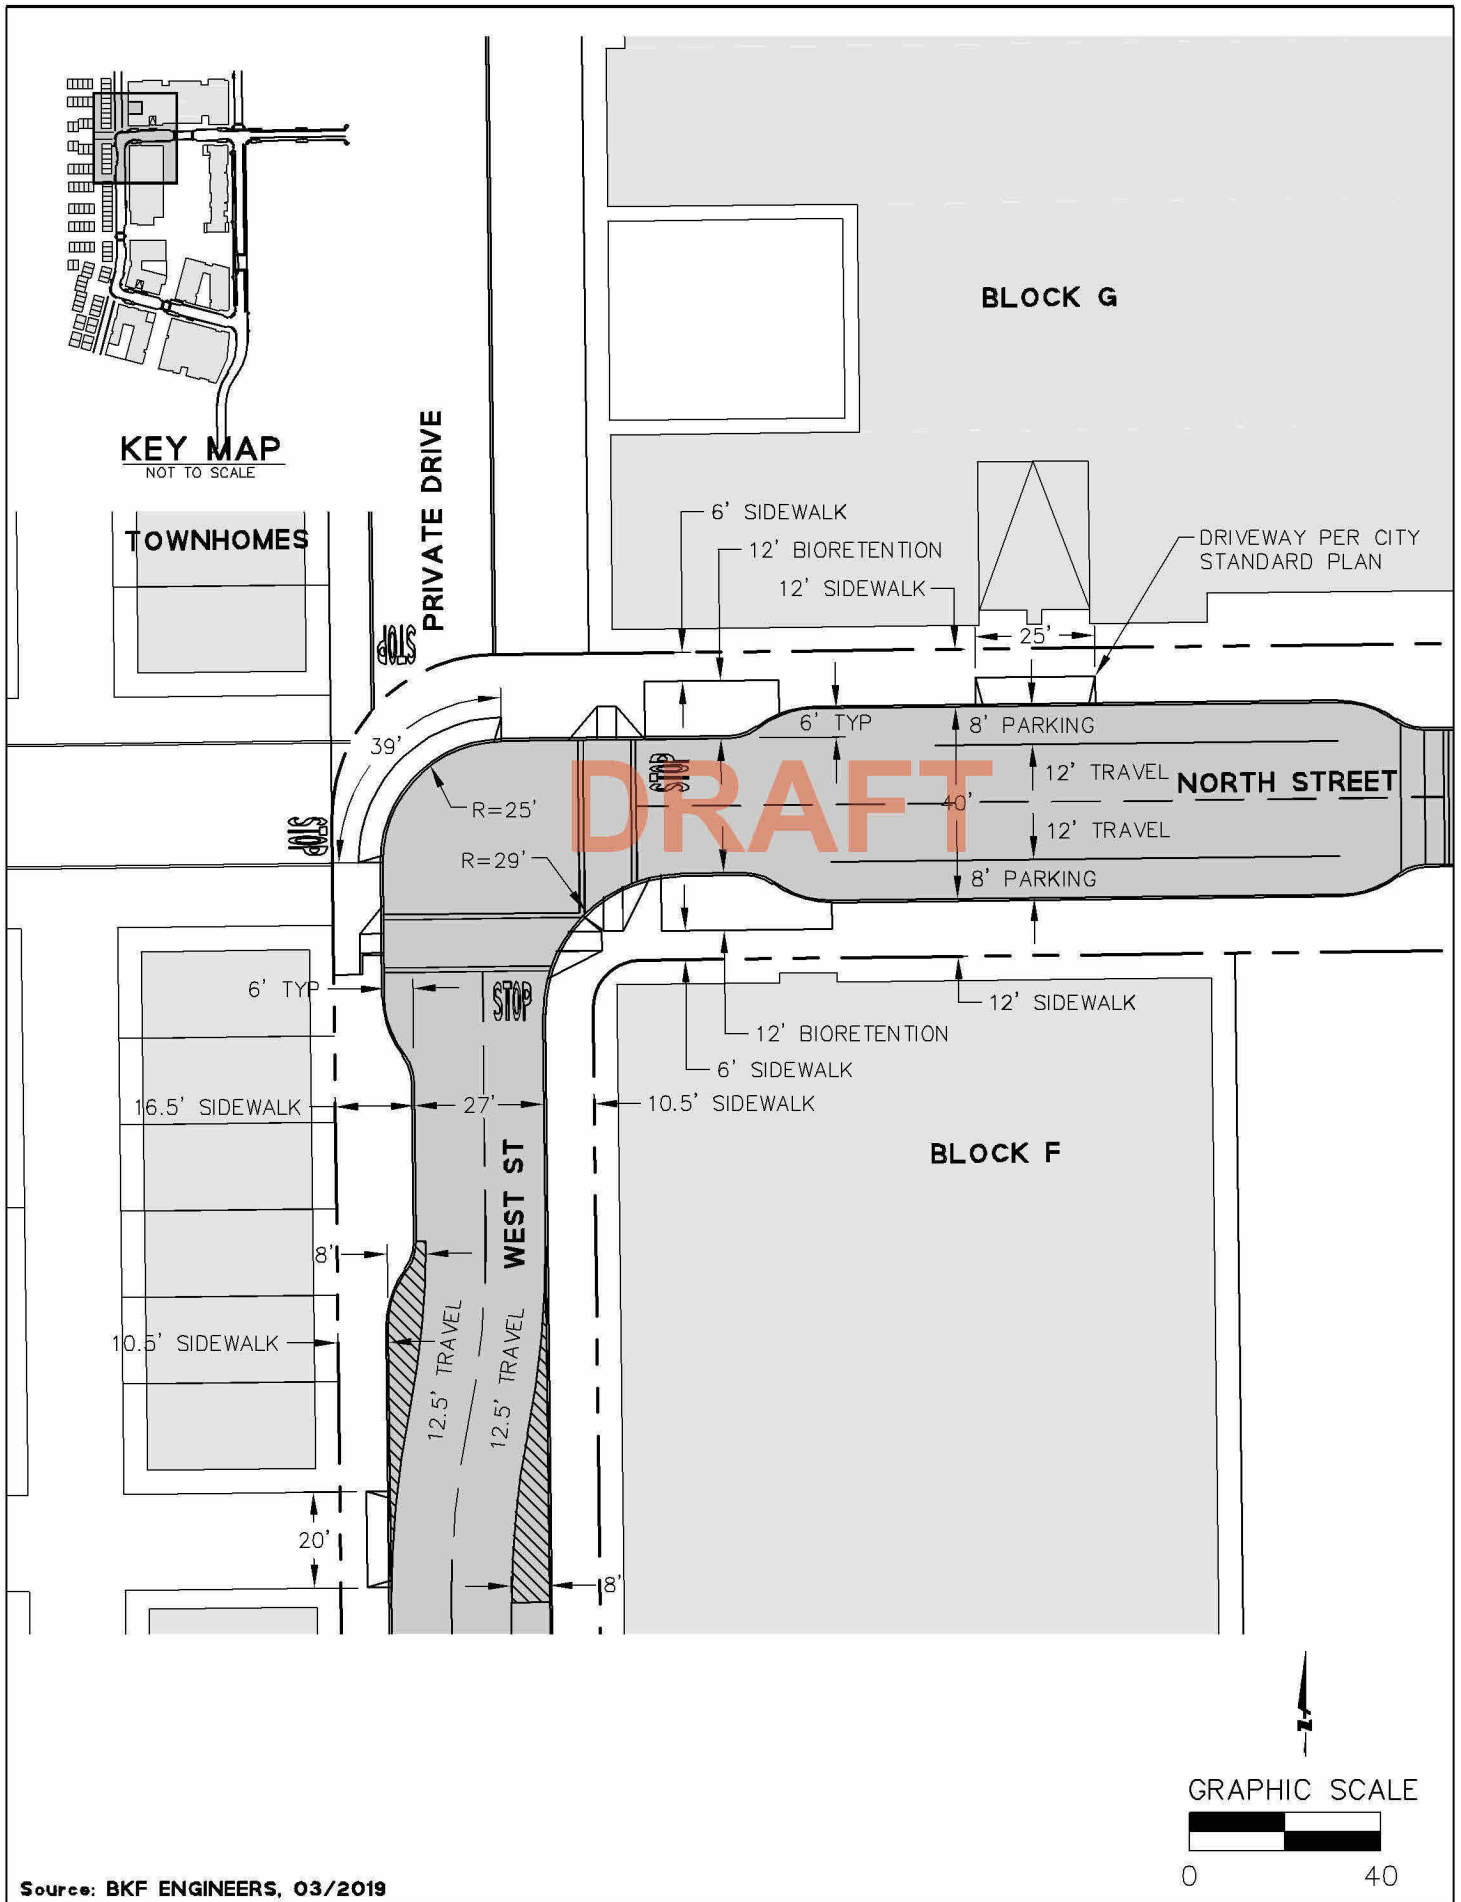 KEY MAP
NOT TO SCALE
TOWNHOMES
PRIVATE DRIVE
BLOCK G
6' SIDEWALK
12' BIORETENTION
12' SIDEWALK
DRIVEWAY PER CITY
STANDARD PLAN
25'
STOP
39'
6' TYP
8' PARKING
12' TRAVEL
NORTH STREET
40'
12' TRAVEL
8' PARKING
STOP
STOP
DRAFT
R=25'
R=29'
STOP
6' TYP
STOP
12' SIDEWALK
12' BIORETENTION
6' SIDEWALK
16.5' SIDEWALK
27'
10.5' SIDEWALK
WEST ST
BLOCK F
8'
10.5' SIDEWALK
12.5' TRAVEL
12.5' TRAVEL
20'
8'
N
GRAPHIC SCALE
0 40
Source: BKF ENGINEERS, 03/2019